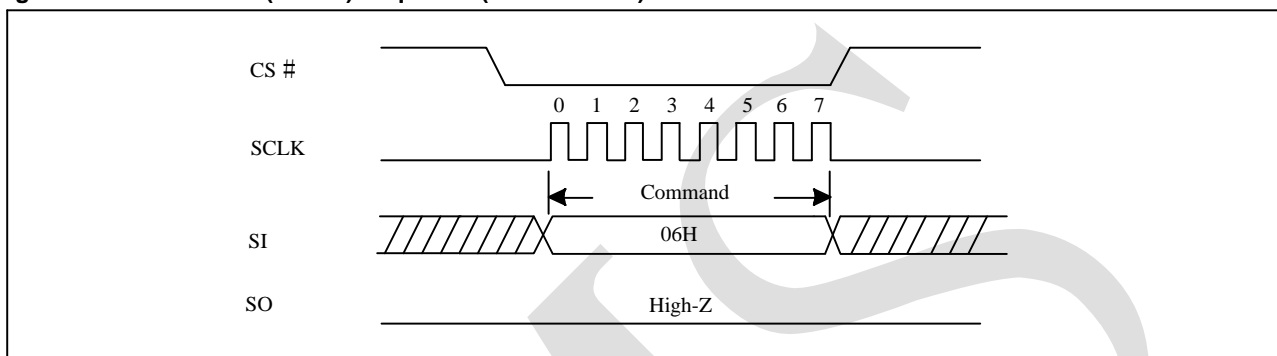 CS #
0 1 2 3 4 5 6 7
SCLK
Command
SI
06H
SO
High-Z